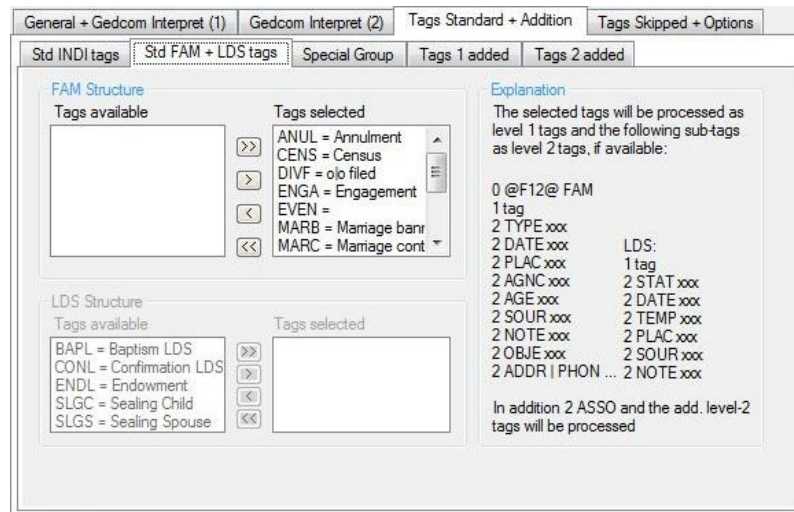 General + Gedcom Interpret (1) Gedcom Interpret (2) Tags Standard + Addition Tags Skipped + Options
Std INDI tags Std FAM + LDS tags Special Group Tags 1 added Tags 2 added
FAM Structure
Tags available
>>
>
<
<<
Tags selected
ANUL = Annulment
CENS = Census
DIVF = o|o filed
ENGA = Engagement
EVEN =
MARB = Marriage banr
MARC = Marriage cont
LDS Structure
Tags available
BAPL = Baptism LDS
CONL = Confirmation LDS
ENDL = Endowment
SLGC = Sealing Child
SLGS = Sealing Spouse
>>
>
<
<<
Tags selected
Explanation
The selected tags will be processed as
level 1 tags and the following sub-tags
as level 2 tags, if available:
0 @F12@ FAM
1 tag
2 TYPE xxx
2 DATE xxx
2 PLAC xxx
2 AGNC xxx
2 AGE xxx
2 SOUR xxx
2 NOTE xxx
2 OBJE xxx
2 ADDR | PHON ...
LDS:
1 tag
2 STAT xxx
2 DATE xxx
2 TEMP xxx
2 PLAC xxx
2 SOUR xxx
2 NOTE xxx
In addition 2 ASSO and the add. level-2
tags will be processed